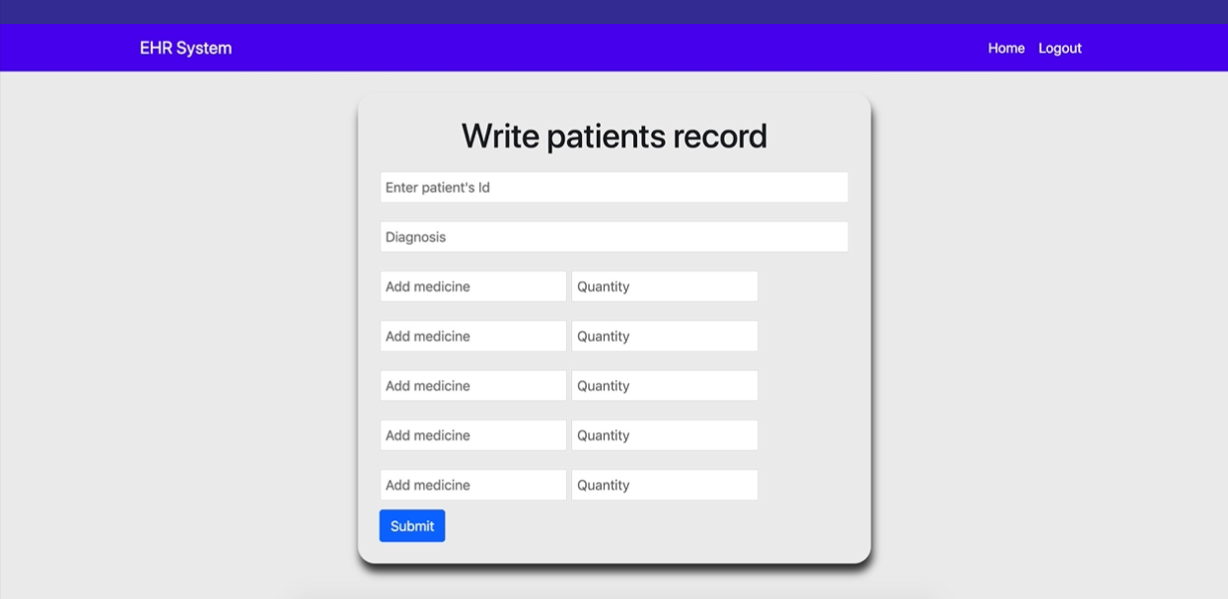 EHR System Home Logout
Write patients record
Enter patient's Id
Diagnosis
Add medicine Quantity
Add medicine Quantity
Add medicine Quantity
Add medicine Quantity
Add medicine Quantity
Submit